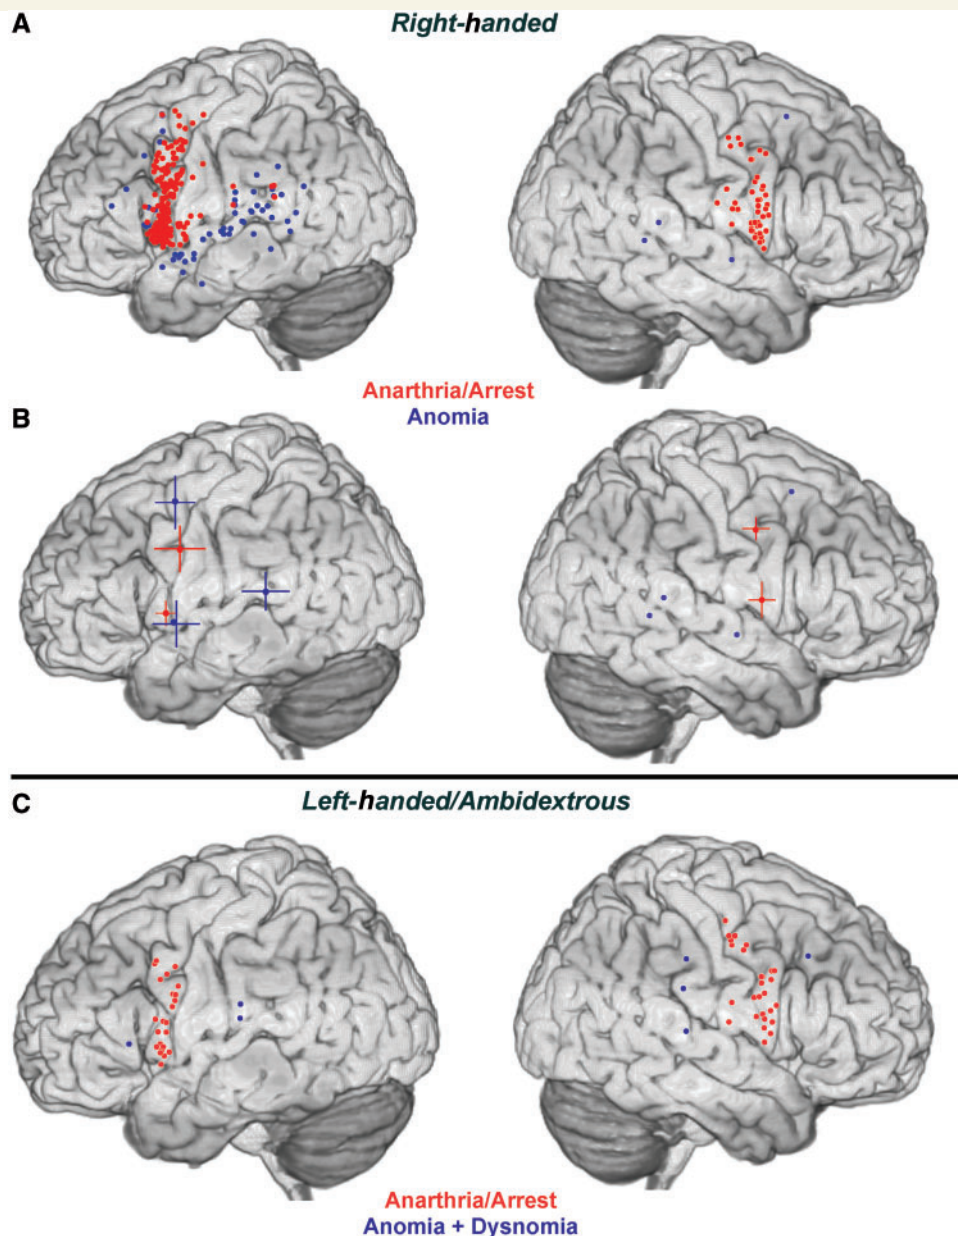 A
Right-handed
Anarthria/Arrest
Anomia
B
C
Left-handed/Ambidextrous
Anarthria/Arrest
Anomia + Dysnomia